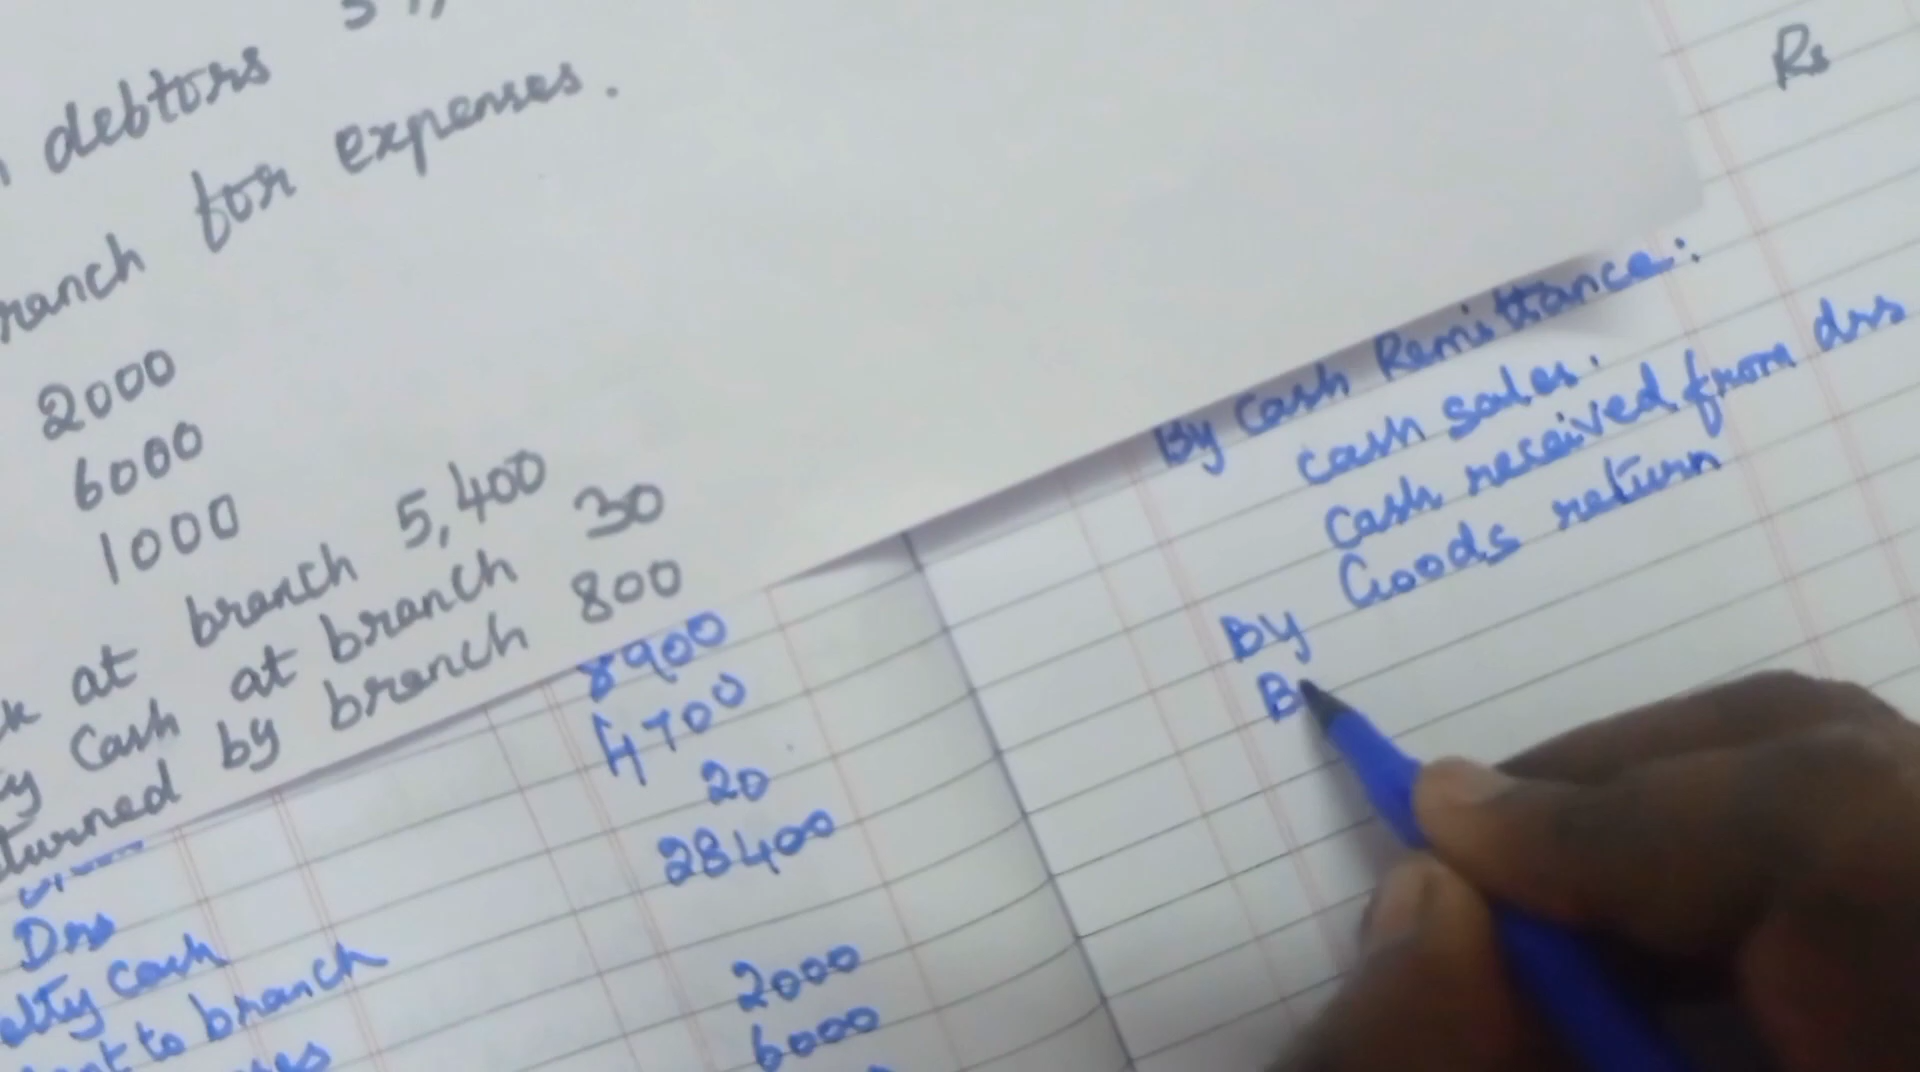 debtors
ranch for expenses.
2000
6000
1000
at branch 5,400
Cash at branch 30
turned by branch 800
8900
4700
20
28400
Drs
Cash
to branch
2000
6000
Rs
By Cash Remittance:
cash sales.
cash received from drs
By Goods return
B